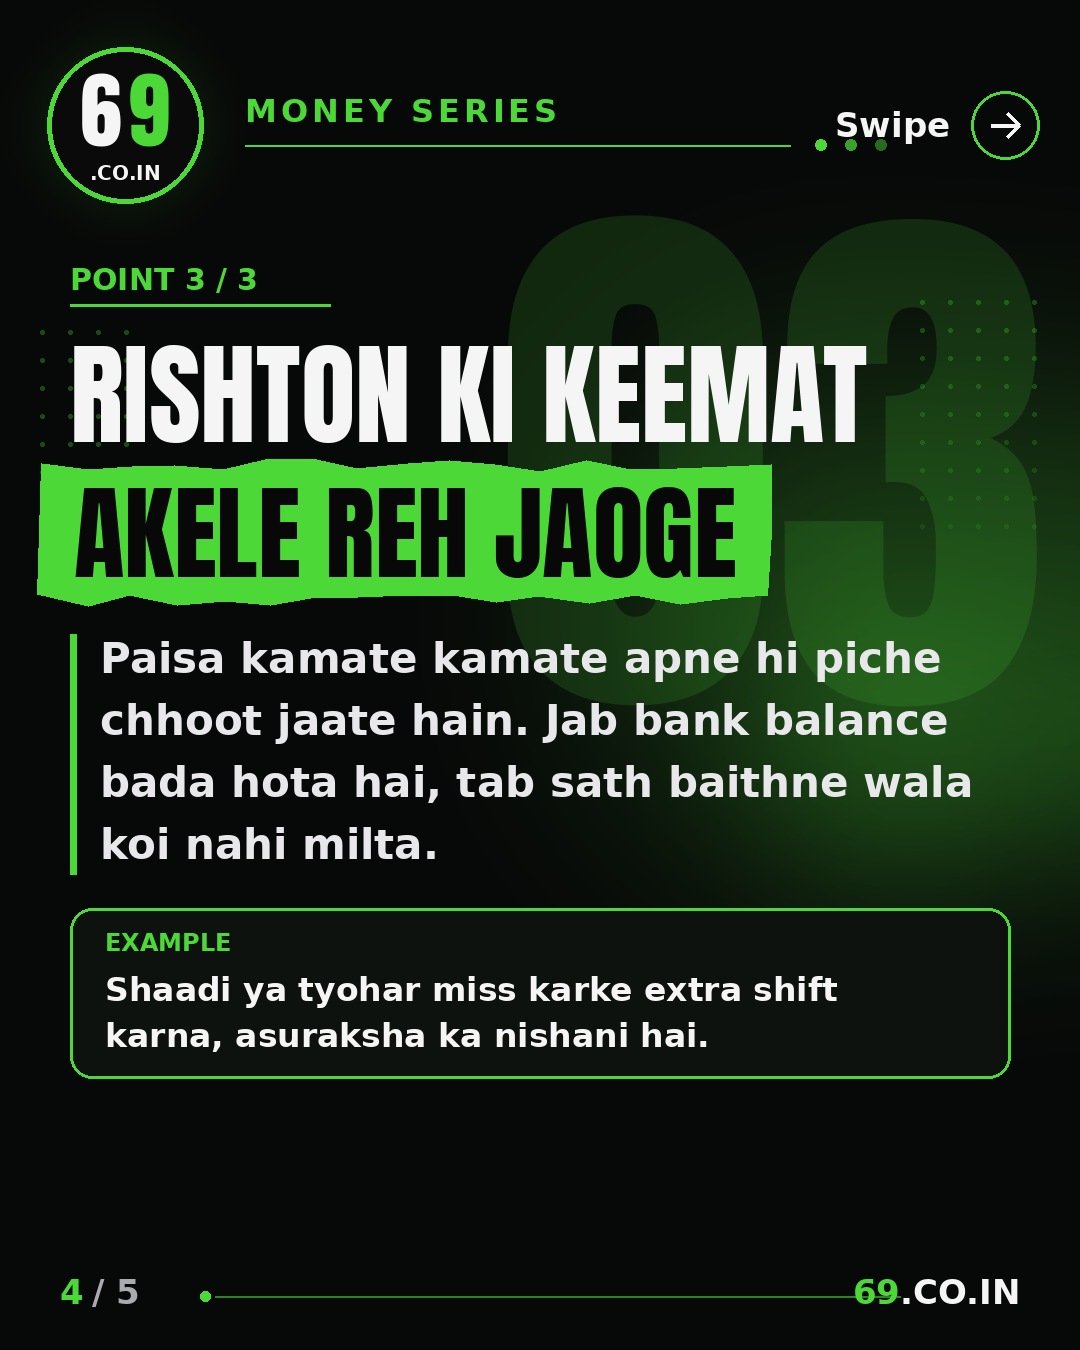 69
.CO.IN
MONEY SERIES
Swipe
03
POINT 3 / 3
RISHTON KI KEEMAT
AKELE REH JAOGE
Paisa kamate kamate apne hi piche
chhoot jaate hain. Jab bank balance
bada hota hai, tab sath baithne wala
koi nahi milta.
EXAMPLE
Shaadi ya tyohar miss karke extra shift
karna, asuraksha ka nishani hai.
4 / 5
69.CO.IN